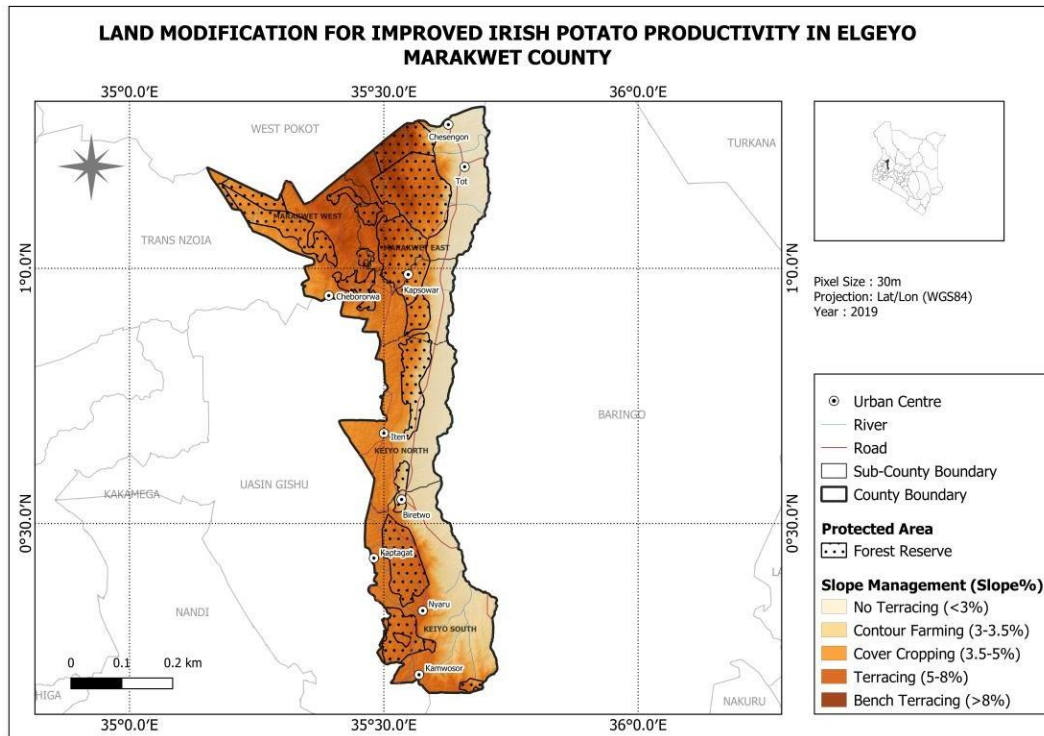 LAND MODIFICATION FOR IMPROVED IRISH POTATO PRODUCTIVITY IN ELGEYO
MARAKWET COUNTY
35°0.0'E
35°30.0'E
36°0.0'E
WEST POKOT
TURKANA
Chesengon
Tot
MARAKWET WEST
TRANS NZOIA
MARAKWET EAST
1°0.0'N
1°0.0'N
Kapsowar
Chebororwa
BARINGO
Iten
KEIYO NORTH
UASIN GISHU
KAKAMEGA
Biretwo
0°30.0'N
0°30.0'N
Kaptagat
NANDI
Nyaru
KEIYO SOUTH
Kamwosor
0 0.1 0.2 km
HIGA
NAKURU
LA
35°0.0'E
35°30.0'E
36°0.0'E
Pixel Size : 30m
Projection: Lat/Lon (WGS84)
Year : 2019
Urban Centre
River
Road
Sub-County Boundary
County Boundary
Protected Area
Forest Reserve
Slope Management (Slope%)
No Terracing (<3%)
Contour Farming (3-3.5%)
Cover Cropping (3.5-5%)
Terracing (5-8%)
Bench Terracing (>8%)